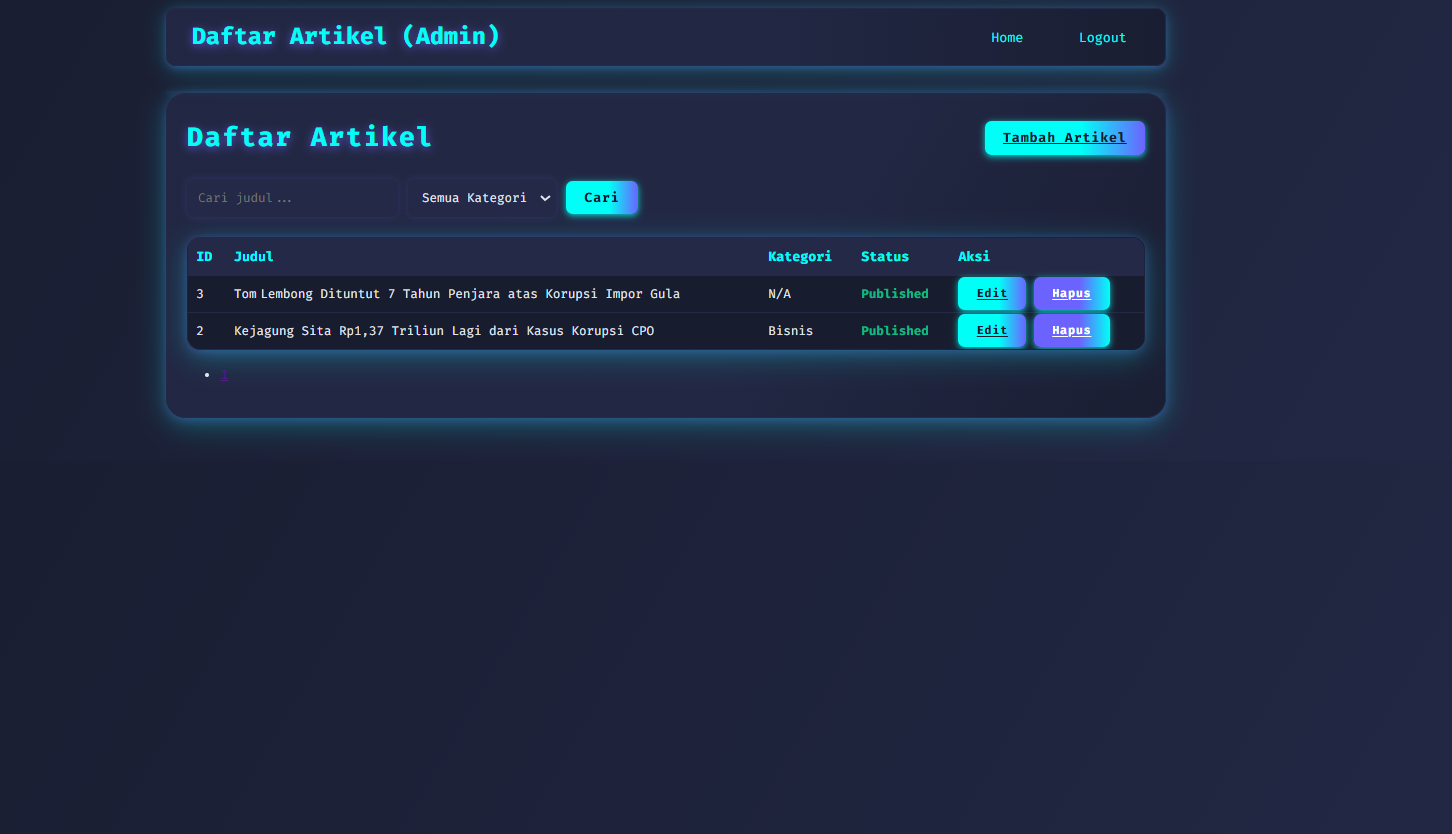 Daftar Artikel (Admin)
Home
Logout
Daftar Artikel
Tambah Artikel
Cari judul...
Semua Kategori
Cari
ID Judul Kategori Status Aksi
3 Tom Lembong Dituntut 7 Tahun Penjara atas Korupsi Impor Gula N/A Published Edit Hapus
2 Kejagung Sita Rp1,37 Triliun Lagi dari Kasus Korupsi CPO Bisnis Published Edit Hapus
1